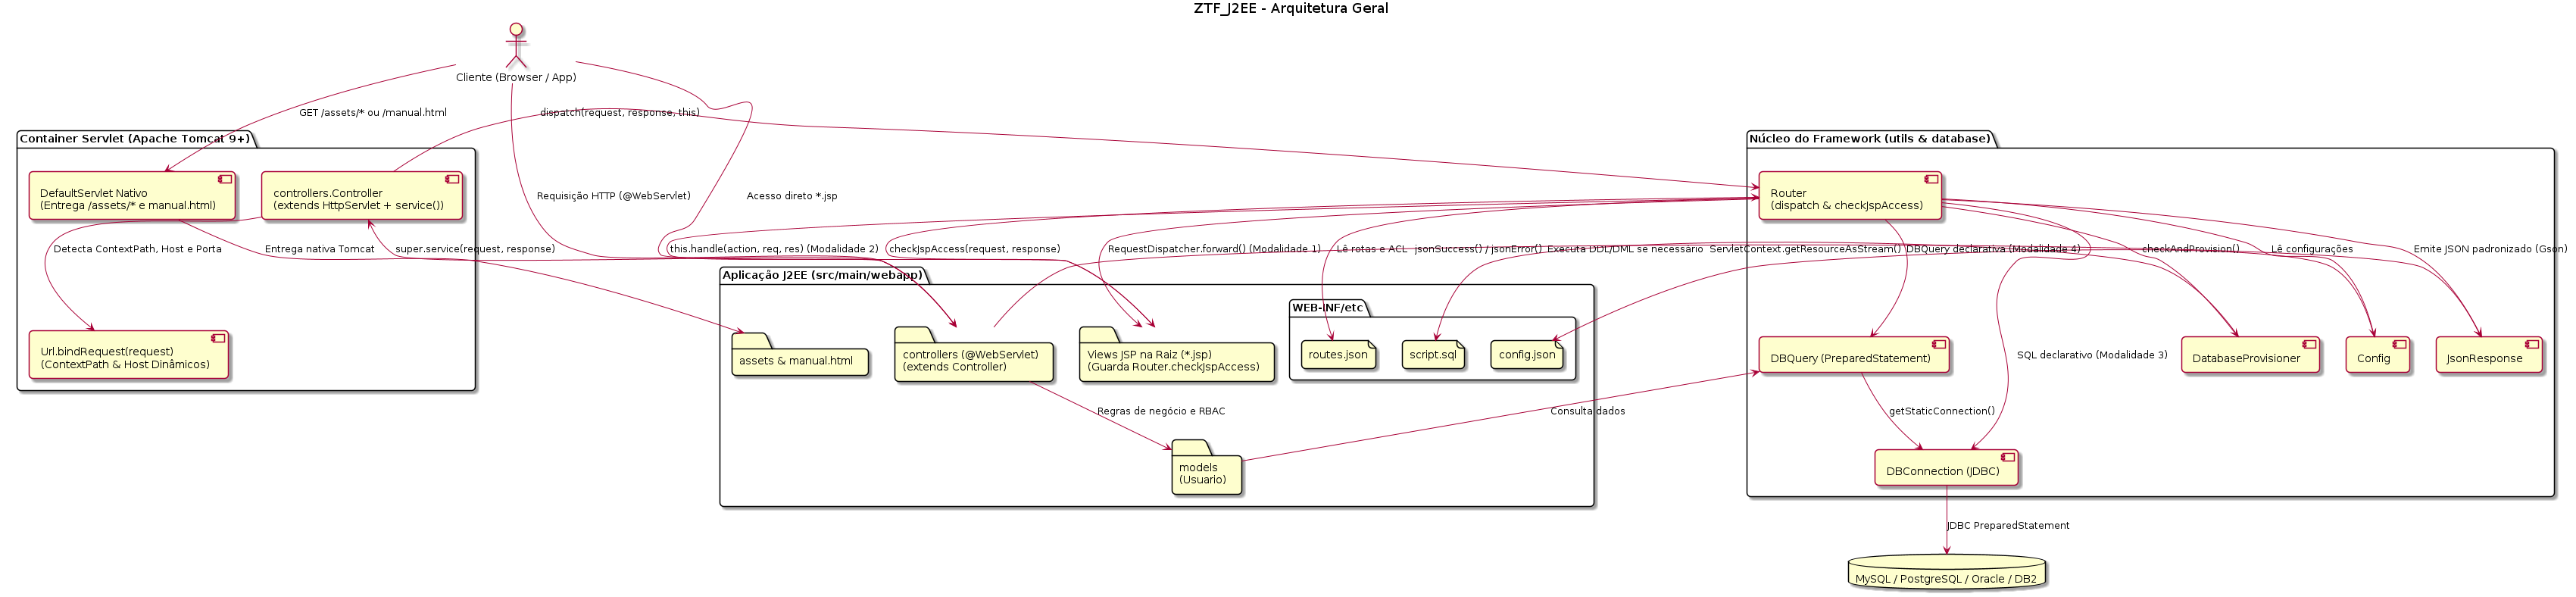 ZTF_J2EE - Arquitetura Geral
Cliente (Browser / App)
GET /assets/* ou /manual.html
dispatch(request, response, this)
Container Servlet (Apache Tomcat 9+)
Núcleo do Framework (utils & database)
DefaultServlet Nativo
(Entrega /assets/* e manual.html)
controllers.Controller
(extends HttpServlet + service())
Requisição HTTP (@WebServlet)
Acesso direto *.jsp
Router
(dispatch & checkJspAccess)
Detecta ContextPath, Host e Porta
Entrega nativa Tomcat
super.service(request, response)
this.handle(action, req, res) (Modalidade 2)
checkJspAccess(request, response)
RequestDispatcher.forward() (Modalidade 1)
Lê rotas e ACL
jsonSuccess() / jsonError()
Executa DDL/DML se necessário
ServletContext.getResourceAsStream()
DBQuery declarativa (Modalidade 4)
checkAndProvision()
Lê configurações
Emite JSON padronizado (Gson)
Aplicação J2EE (src/main/webapp)
WEB-INF/etc
Url.bindRequest(request)
(ContextPath & Host Dinâmicos)
assets & manual.html
controllers (@WebServlet)
(extends Controller)
Views JSP na Raiz (*.jsp)
(Guarda Router.checkJspAccess)
routes.json
script.sql
config.json
DBQuery (PreparedStatement)
SQL declarativo (Modalidade 3)
DatabaseProvisioner
Config
JsonResponse
Regras de negócio e RBAC
Consulta dados
getStaticConnection()
models
(Usuario)
DBConnection (JDBC)
JDBC PreparedStatement
MySQL / PostgreSQL / Oracle / DB2